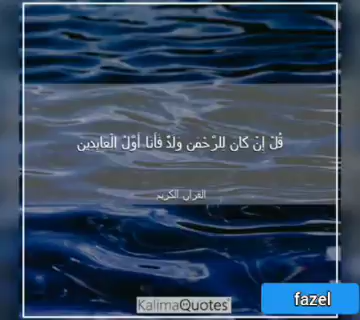 قُلْ إِنْ كَانَ لِلرَّحْمَنِ وَلَدٌ فَأَنَا أَوَّلُ الْعَابِدِينَ
القرآن الكريم
KalimaQuotes
fazel